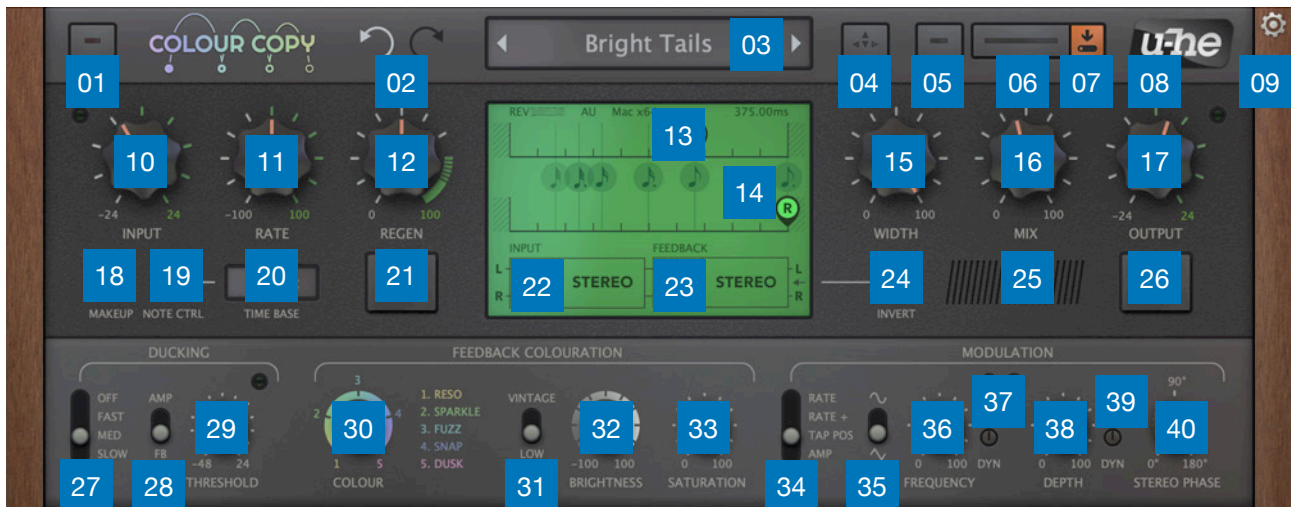 COLOUR COPY
Bright Tails
03
u-he
01 02 04 05 06 07 08 09
REV AU Mac 375.00ms
13
10 11 12 15 16 17
14
R
-24 24 -100 100 0 100 0 100 0 100 -24 24
INPUT RATE REGEN WIDTH MIX OUTPUT
INPUT FEEDBACK
18 19 20 21 L 22 STEREO 23 STEREO L 24 25 26
R R
MAKEUP NOTE CTRL TIME BASE INVERT
DUCKING FEEDBACK COLOURATION MODULATION
OFF AMP 3 1. RESO VINTAGE RATE 90°
FAST 2 4 2. SPARKLE RATE + 37 39
MED 29 30 3. FUZZ 32 33 TAP POS 36 38 40
SLOW FB -48 24 1 5 4. SNAP LOW -100 100 0 100 AMP 0 100 DYN 0 100 DYN 0° 180°
5. DUSK
27 28 THRESHOLD COLOUR 31 BRIGHTNESS SATURATION 34 35 FREQUENCY DEPTH STEREO PHASE